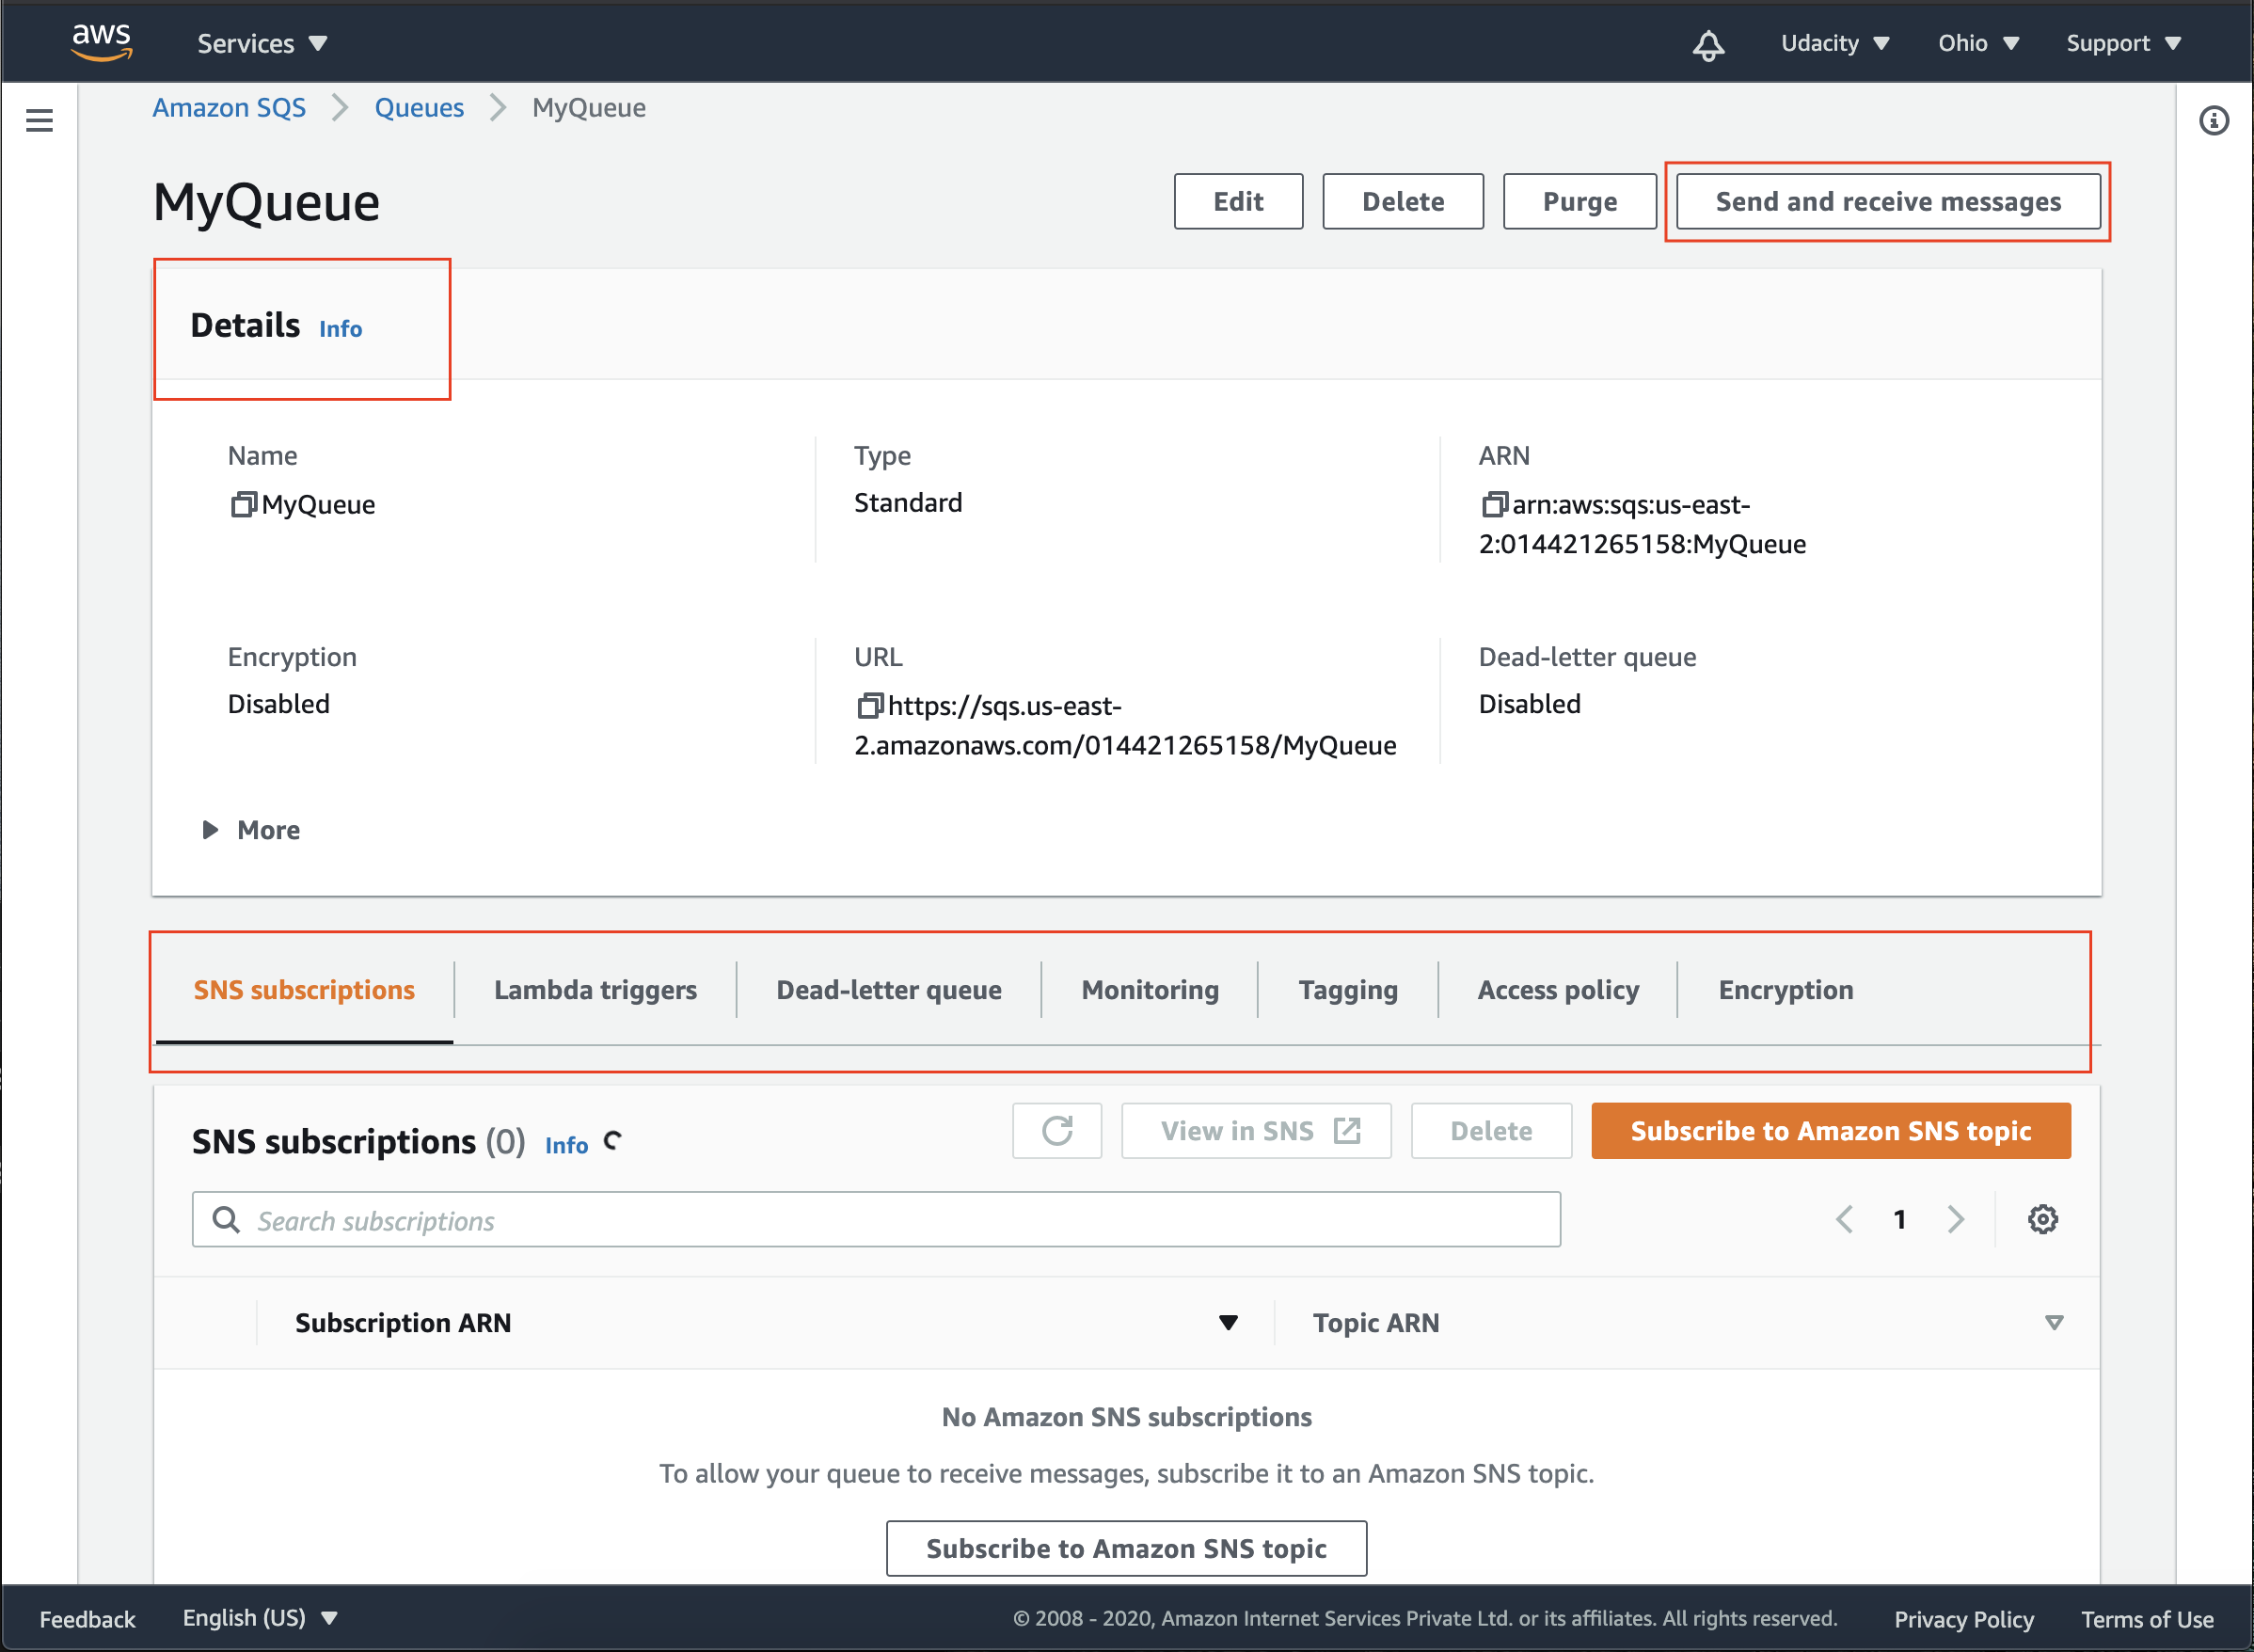 aws Services Udacity Ohio Support
Amazon SQS Queues MyQueue
MyQueue Edit Delete Purge Send and receive messages
Details Info
Name Type ARN
MyQueue Standard arn:aws:sqs:us-east-
2:014421265158:MyQueue
Encryption URL Dead-letter queue
Disabled https://sqs.us-east- Disabled
2.amazonaws.com/014421265158/MyQueue
More
SNS subscriptions Lambda triggers Dead-letter queue Monitoring Tagging Access policy Encryption
SNS subscriptions (0) Info View in SNS Delete Subscribe to Amazon SNS topic
Search subscriptions 1
Subscription ARN Topic ARN
No Amazon SNS subscriptions
To allow your queue to receive messages, subscribe it to an Amazon SNS topic.
Subscribe to Amazon SNS topic
Feedback English (US) © 2008 - 2020, Amazon Internet Services Private Ltd. or its affiliates. All rights reserved. Privacy Policy Terms of Use